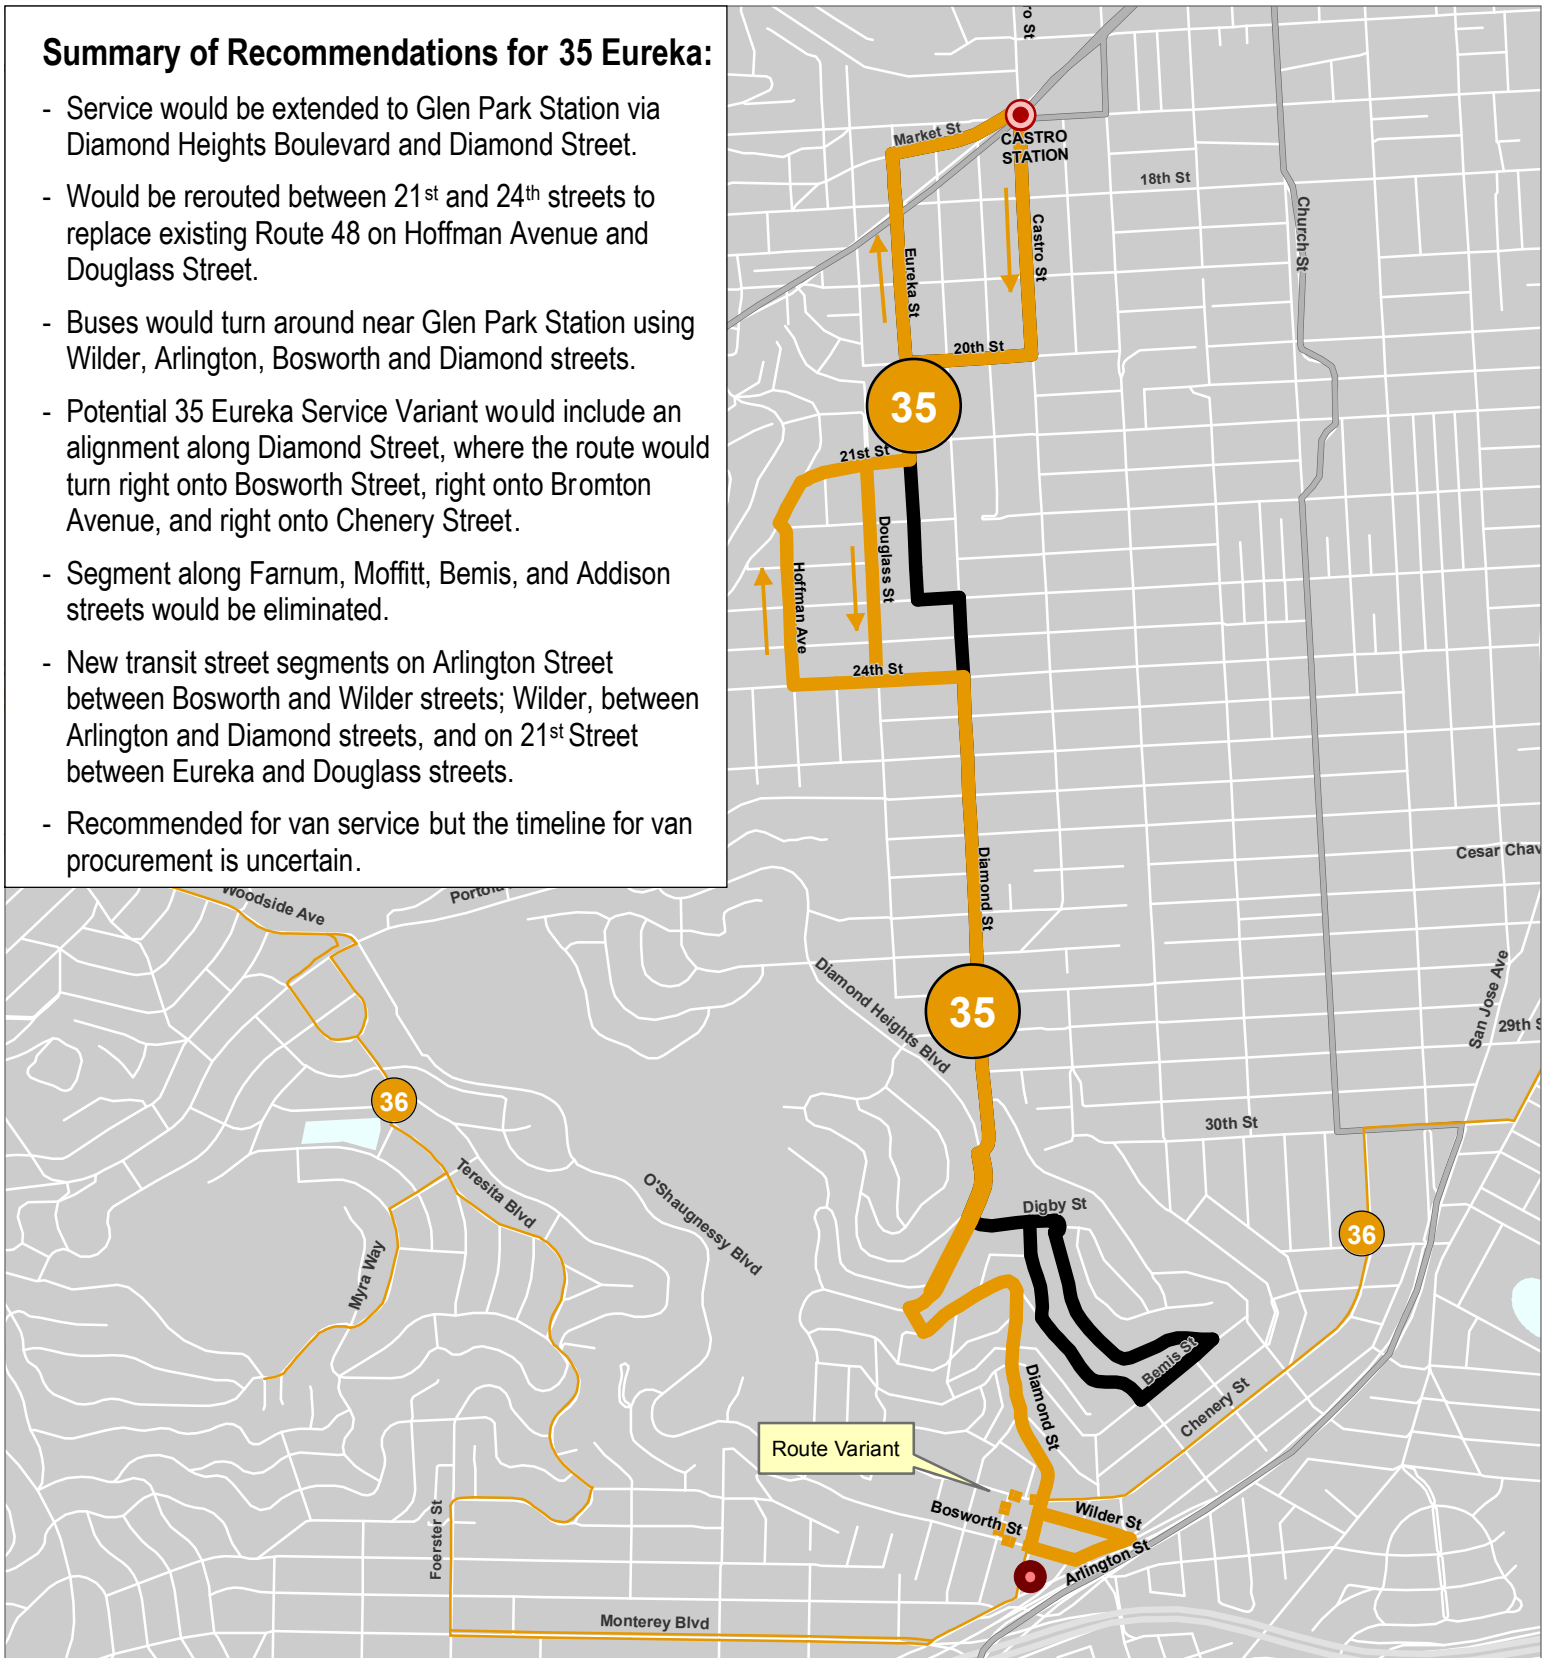 Summary of Recommendations for 35 Eureka:
- Service would be extended to Glen Park Station via
Diamond Heights Boulevard and Diamond Street.
- Would be rerouted between 21st and 24th streets to
replace existing Route 48 on Hoffman Avenue and
Douglass Street.
- Buses would turn around near Glen Park Station using
Wilder, Arlington, Bosworth and Diamond streets.
- Potential 35 Eureka Service Variant would include an
alignment along Diamond Street, where the route would
turn right onto Bosworth Street, right onto Bromton
Avenue, and right onto Chenery Street.
- Segment along Farnum, Moffitt, Bemis, and Addison
streets would be eliminated.
- New transit street segments on Arlington Street
between Bosworth and Wilder streets; Wilder, between
Arlington and Diamond streets, and on 21st Street
between Eureka and Douglass streets.
- Recommended for van service but the timeline for van
procurement is uncertain.
ro St
Market St
CASTRO
STATION
18th St
Church St
Castro St
Eureka St
20th St
35
21st St
Douglass St
Hoffman Ave
24th St
Diamond St
Cesar Chav
Woodside Ave
Portola
Diamond Heights Blvd
35
San Jose Ave
29th S
36
30th St
Teresita Blvd
O'Shaugnessy Blvd
Digby St
36
Myra Way
Bemis St
Diamond St
Chenery St
Route Variant
Foerster St
Bosworth St
Wilder St
Arlington St
Monterey Blvd